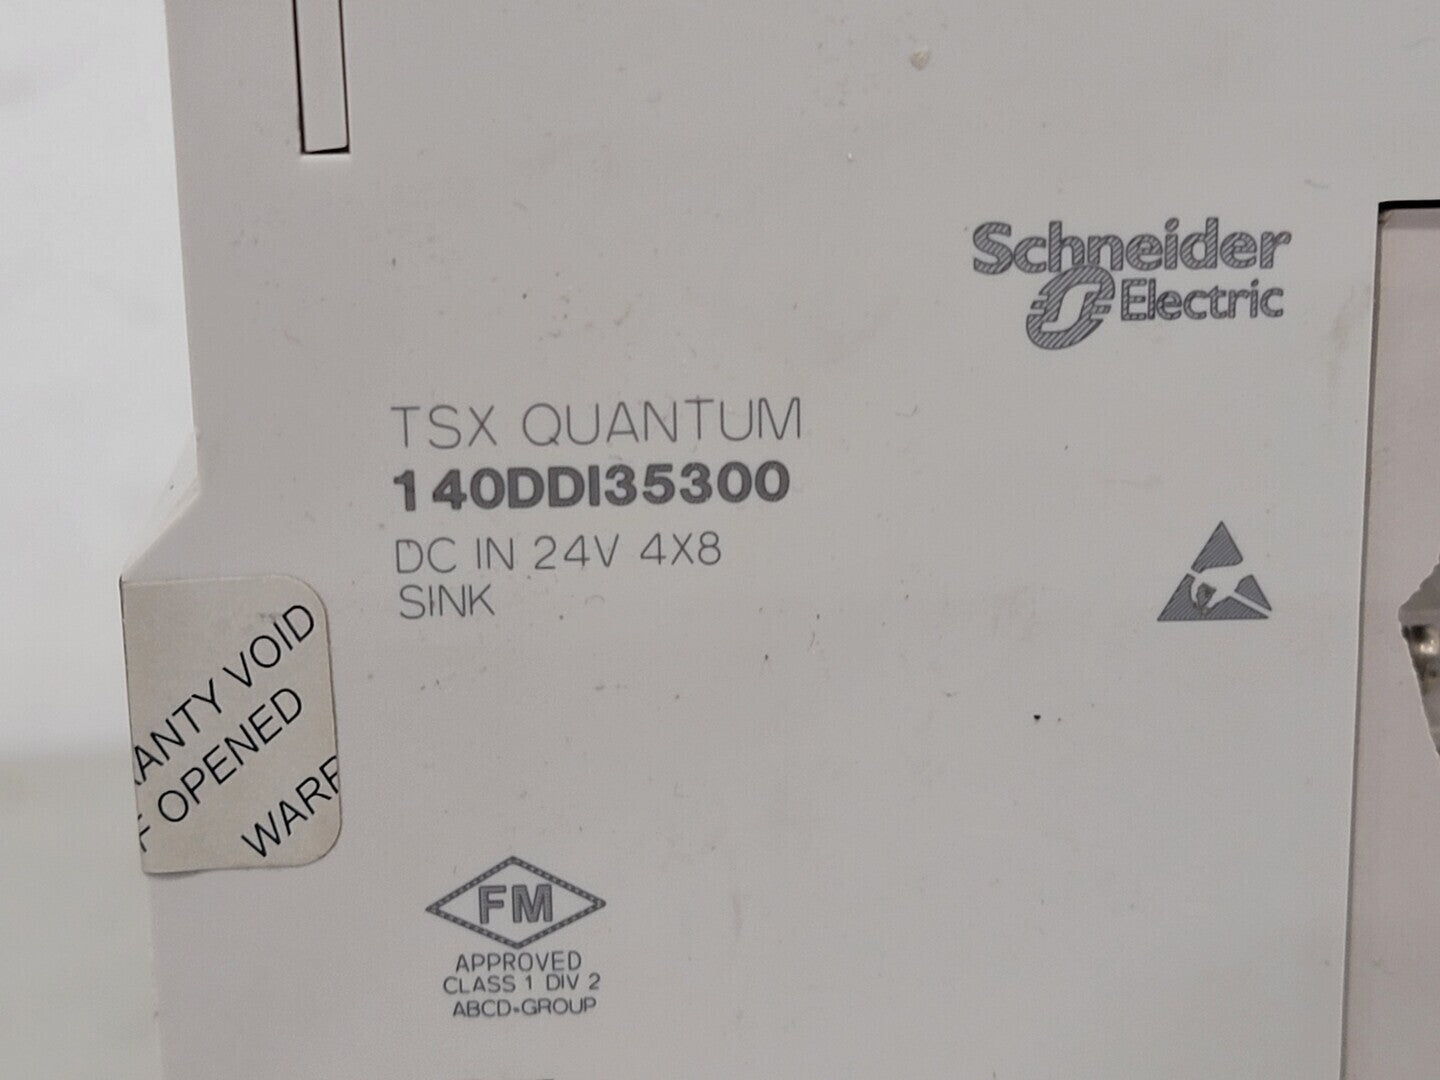 Schneider
Electric
TSX QUANTUM
140DDI35300
DC IN 24V 4X8
SINK
ANTY VOID
F OPENED
WARR
FM
APPROVED
CLASS 1 DIV 2
ABCD-GROUP